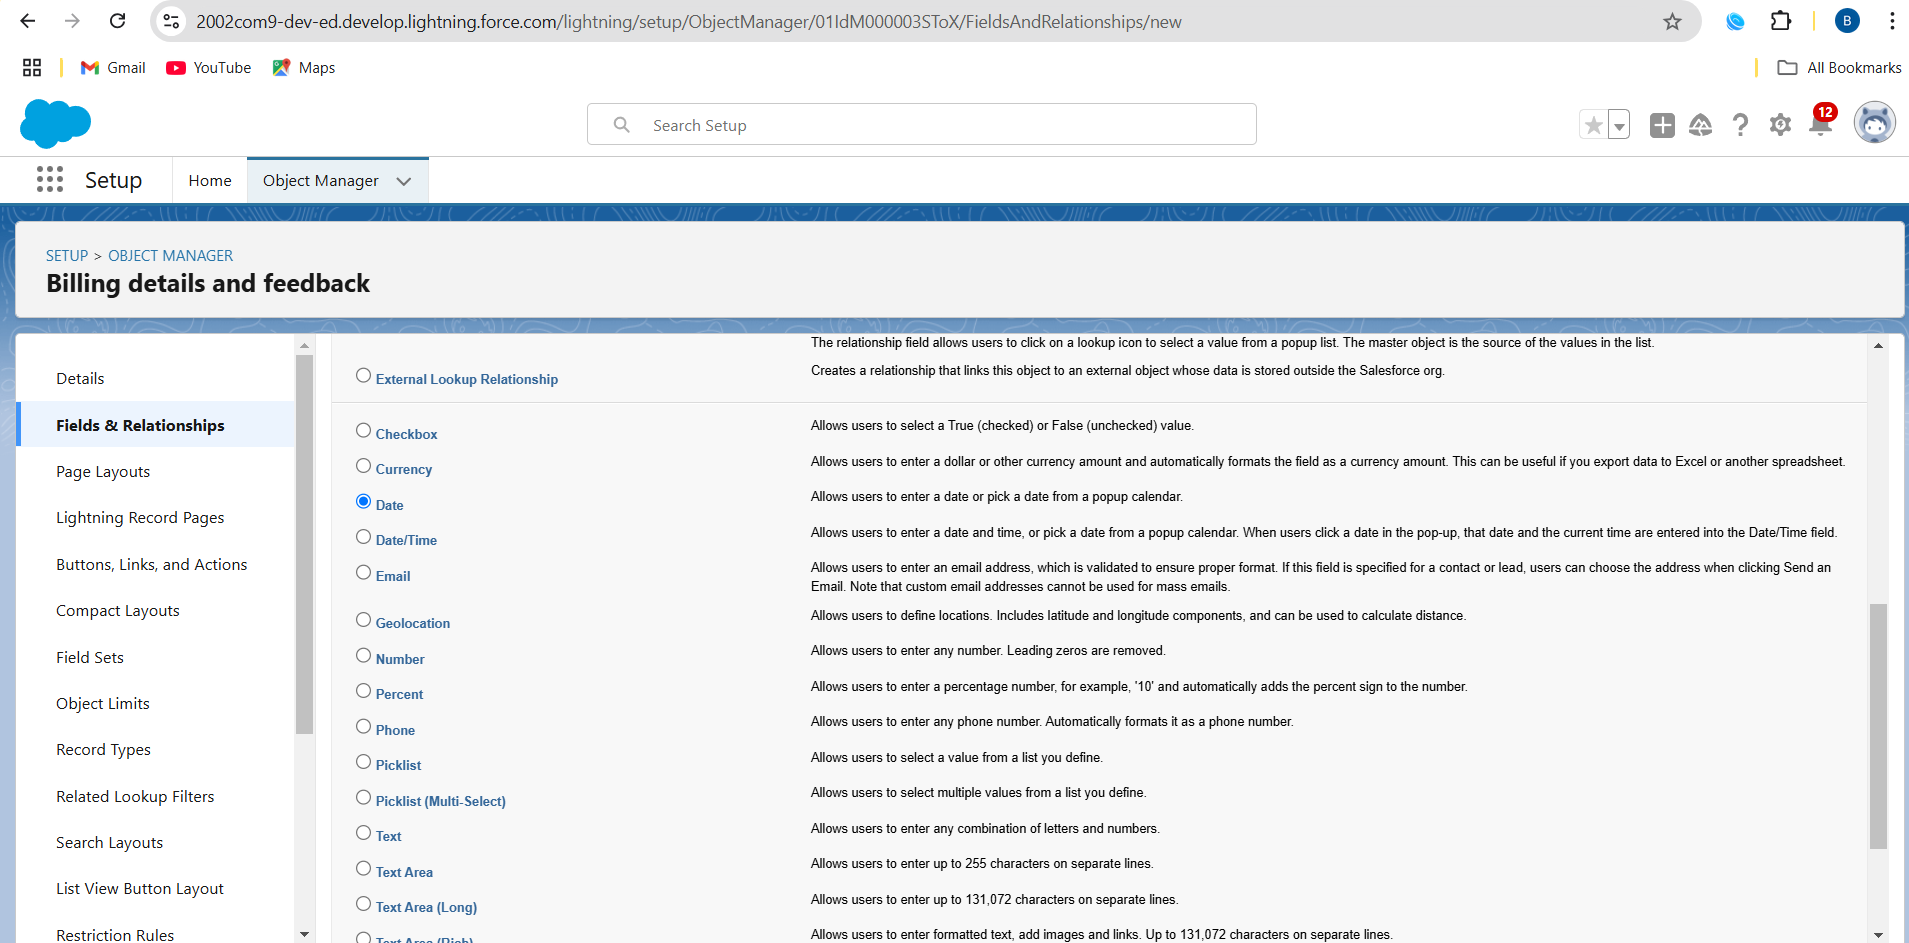 2002com9-dev-ed.develop.lightning.force.com/lightning/setup/ObjectManager/01IdM000003SToX/FieldsAndRelationships/new
B
Gmail
YouTube
Maps
All Bookmarks
Search Setup
12
Setup
Home
Object Manager
SETUP > OBJECT MANAGER
Billing details and feedback
Details
Fields & Relationships
Page Layouts
Lightning Record Pages
Buttons, Links, and Actions
Compact Layouts
Field Sets
Object Limits
Record Types
Related Lookup Filters
Search Layouts
List View Button Layout
Restriction Rules
The relationship field allows users to click on a lookup icon to select a value from a popup list. The master object is the source of the values in the list.
External Lookup Relationship
Creates a relationship that links this object to an external object whose data is stored outside the Salesforce org.
Checkbox
Allows users to select a True (checked) or False (unchecked) value.
Currency
Allows users to enter a dollar or other currency amount and automatically formats the field as a currency amount. This can be useful if you export data to Excel or another spreadsheet.
Date
Allows users to enter a date or pick a date from a popup calendar.
Date/Time
Allows users to enter a date and time, or pick a date from a popup calendar. When users click a date in the pop-up, that date and the current time are entered into the Date/Time field.
Email
Allows users to enter an email address, which is validated to ensure proper format. If this field is specified for a contact or lead, users can choose the address when clicking Send an
Email. Note that custom email addresses cannot be used for mass emails.
Geolocation
Allows users to define locations. Includes latitude and longitude components, and can be used to calculate distance.
Number
Allows users to enter any number. Leading zeros are removed.
Percent
Allows users to enter a percentage number, for example, '10' and automatically adds the percent sign to the number.
Phone
Allows users to enter any phone number. Automatically formats it as a phone number.
Picklist
Allows users to select a value from a list you define.
Picklist (Multi-Select)
Allows users to select multiple values from a list you define.
Text
Allows users to enter any combination of letters and numbers.
Text Area
Allows users to enter up to 255 characters on separate lines.
Text Area (Long)
Allows users to enter up to 131,072 characters on separate lines.
Text Area (Rich)
Allows users to enter formatted text, add images and links. Up to 131,072 characters on separate lines.